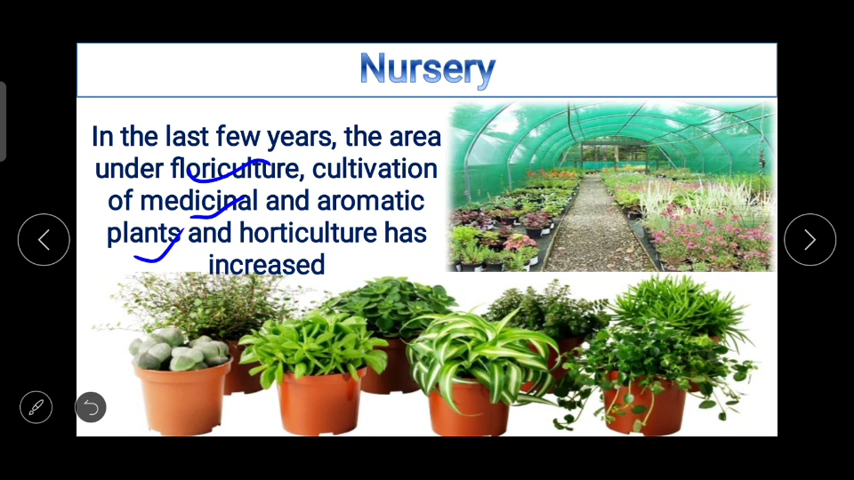 Nursery
In the last few years, the area
under floriculture, cultivation
of medicinal and aromatic
plants and horticulture has
increased